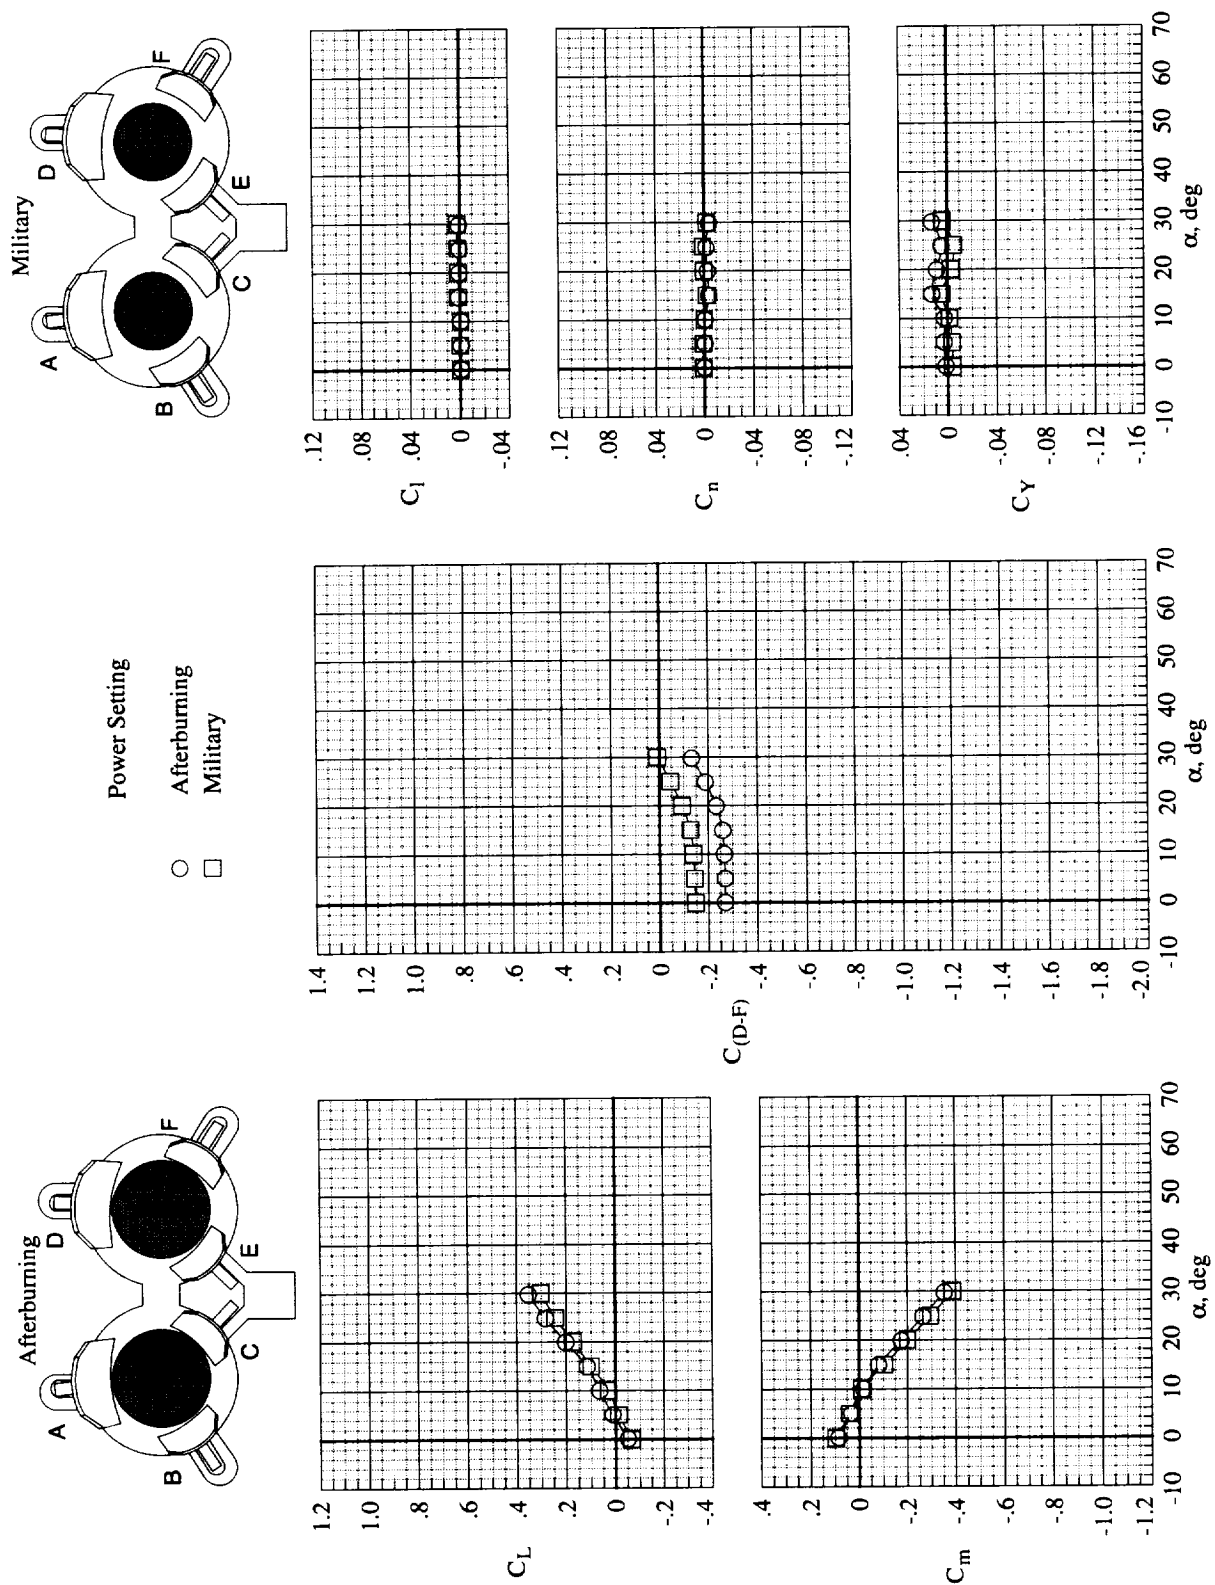 Afterburning
A
D
B
C
E
F
Power Setting
Afterburning
Military
Military
A
D
B
C
E
F
C_L
1.2
1.0
.8
.6
.4
.2
0
-.2
-.4
C_m
.4
.2
0
-.2
-.4
-.6
-.8
-1.0
-1.2
-10 0 10 20 30 40 50 60 70
α, deg
C_(D-F)
1.4
1.2
1.0
.8
.6
.4
.2
0
-.2
-.4
-.6
-.8
-1.0
-1.2
-1.4
-1.6
-1.8
-2.0
-10 0 10 20 30 40 50 60 70
α, deg
C_l
.12
.08
.04
0
-.04
C_n
.12
.08
.04
0
-.04
-.08
-.12
C_Y
.04
0
-.04
-.08
-.12
-.16
-10 0 10 20 30 40 50 60 70
α, deg